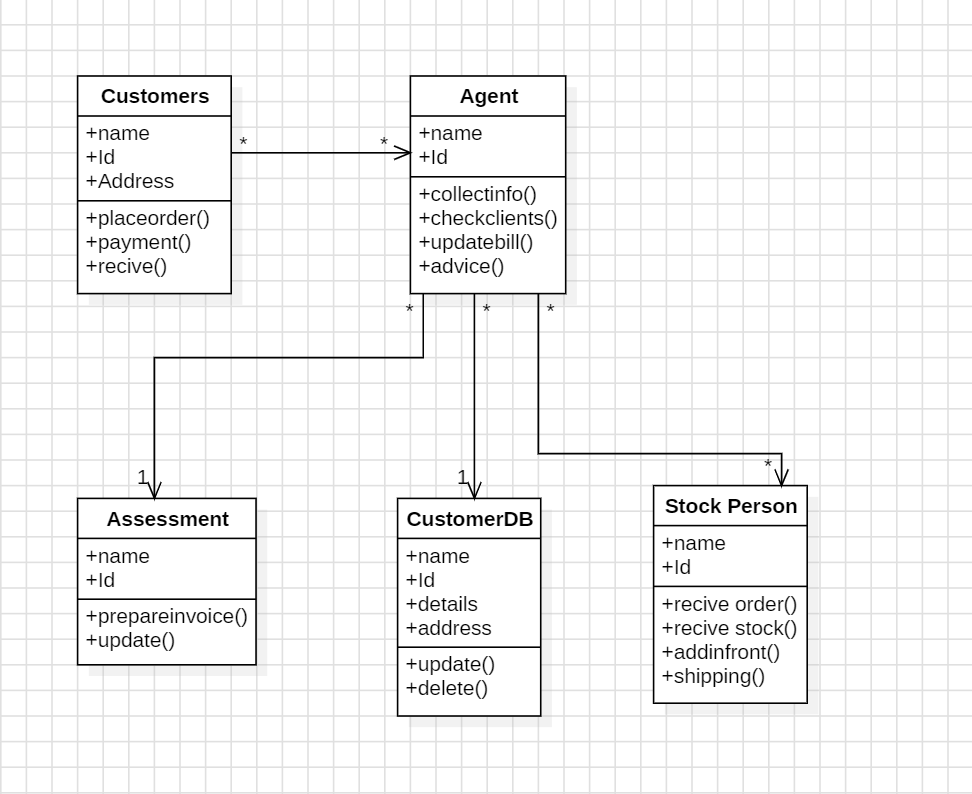 Customers
+name
+Id
+Address
+placeorder()
+payment()
+recive()
*
*
Agent
+name
+Id
+collectinfo()
+checkclients()
+updatebill()
+advice()
*
*
*
1
1
*
Assessment
+name
+Id
+prepareinvoice()
+update()
CustomerDB
+name
+Id
+details
+address
+update()
+delete()
Stock Person
+name
+Id
+recive order()
+recive stock()
+addinfront()
+shipping()